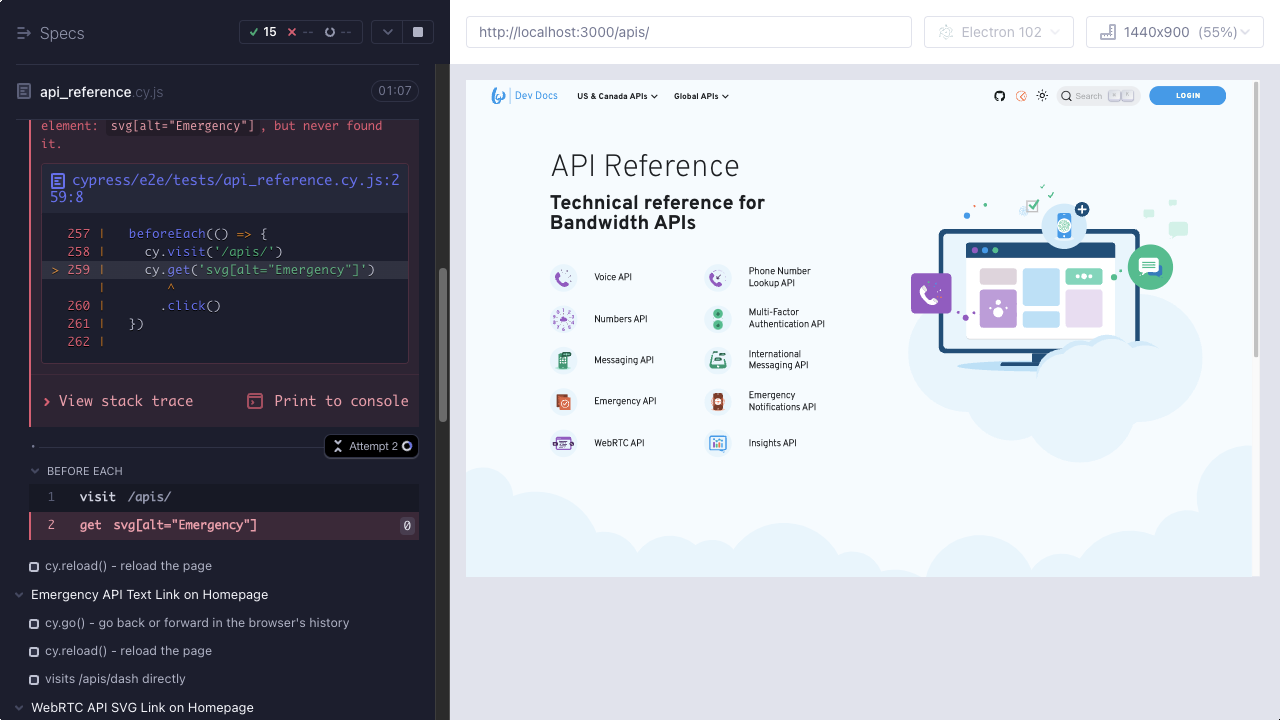 Specs
15
--
--
api_reference.cy.js
01:07
element: svg[alt="Emergency"] , but never found
it.
cypress/e2e/tests/api_reference.cy.js:2
59:8
257 | beforeEach(() => {
258 | cy.visit('/apis/')
> 259 | cy.get('svg[alt="Emergency"]')
| ^
260 | .click()
261 | })
262 |
> View stack trace
Print to console
Attempt 2
BEFORE EACH
1 visit /apis/
2 get svg[alt="Emergency"] 0
cy.reload() - reload the page
Emergency API Text Link on Homepage
cy.go() - go back or forward in the browser's history
cy.reload() - reload the page
visits /apis/dash directly
WebRTC API SVG Link on Homepage
http://localhost:3000/apis/
Electron 102
1440x900 (55%)
Dev Docs
US & Canada APIs
Global APIs
Search
⌘ K
LOGIN
API Reference
Technical reference for
Bandwidth APIs
Voice API
Phone Number
Lookup API
Numbers API
Multi-Factor
Authentication API
Messaging API
International
Messaging API
Emergency API
Emergency
Notifications API
WebRTC API
Insights API